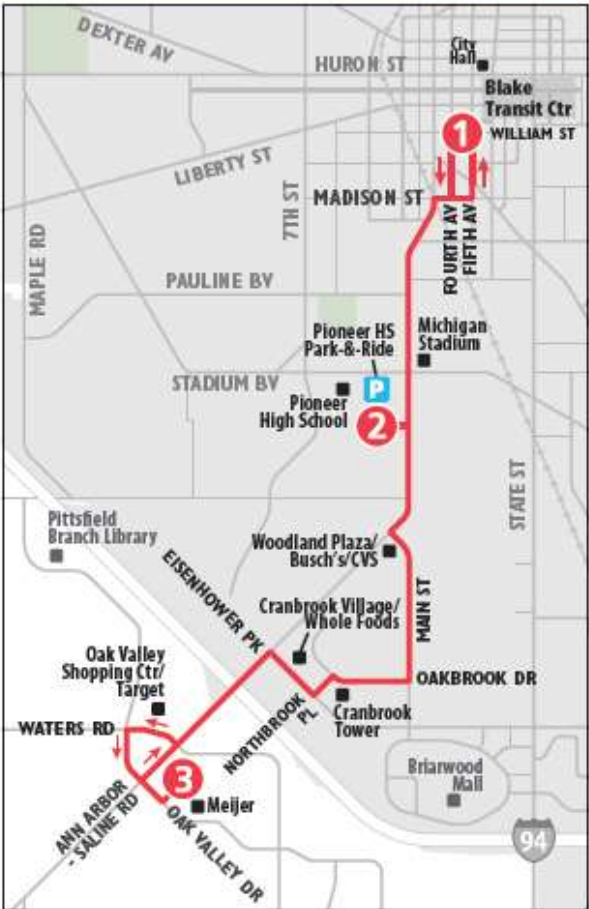 DEXTER AV
HURON ST
City
Hall
Blake
Transit Ctr
1
WILLIAM ST
LIBERTY ST
7TH ST
MADISON ST
FOURTH AV
FIFTH AV
MAPLE RD
PAULINE BV
Pioneer HS
Park-&-Ride
Michigan
Stadium
STADIUM BV
P
Pioneer
High School
2
STATE ST
Pittsfield
Branch Library
Woodland Plaza/
Busch's/CVS
EISENHOWER PK
Cranbrook Village/
Whole Foods
MAIN ST
Oak Valley
Shopping Ctr/
Target
OAKBROOK DR
NORTHBROOK
PL
Cranbrook
Tower
WATERS RD
3
Meijer
Briarwood
Mall
ANN ARBOR
- SALINE RD
OAK VALLEY DR
94